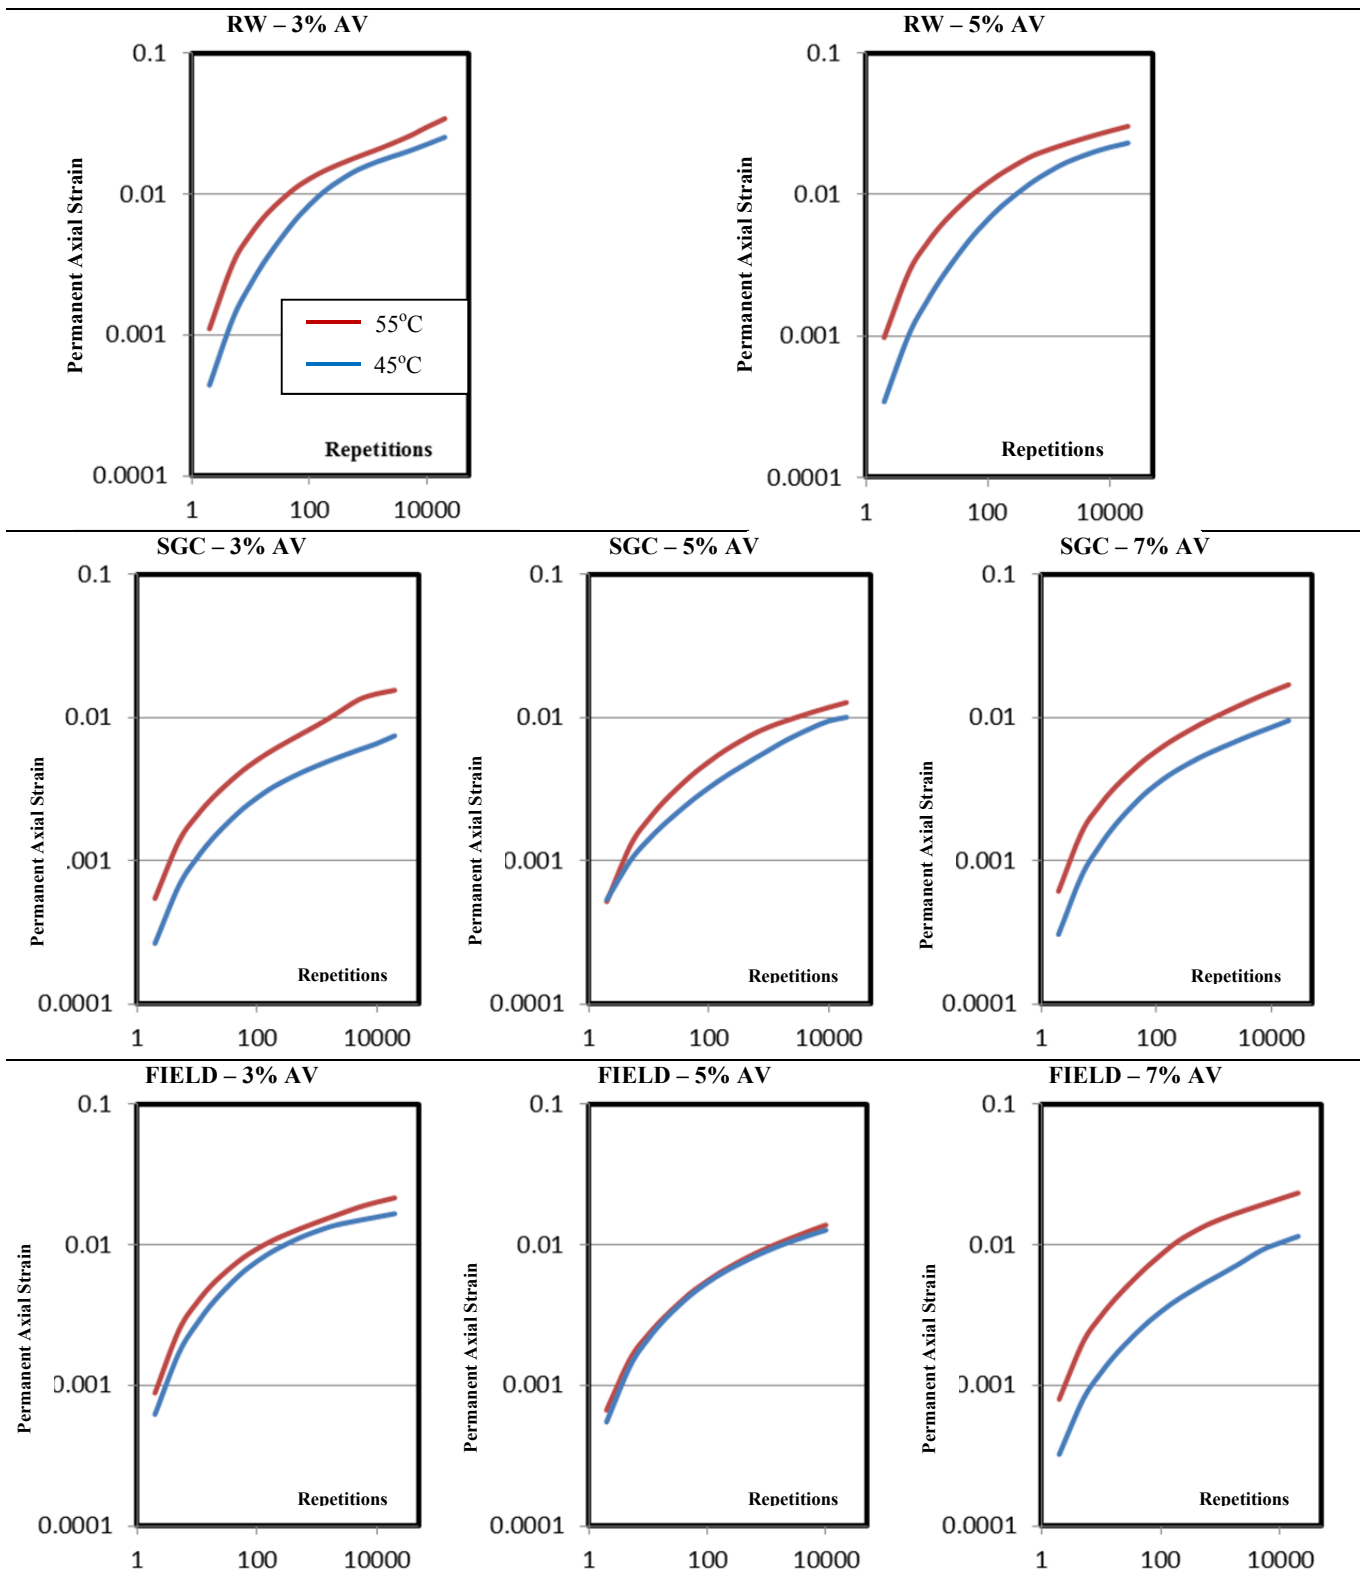 RW – 3% AV
RW – 5% AV
0.1
0.01
0.001
0.0001
Permanent Axial Strain
55°C
45°C
Repetitions
1 100 10000
0.1
0.01
0.001
0.0001
Permanent Axial Strain
Repetitions
1 100 10000
SGC – 3% AV
SGC – 5% AV
SGC – 7% AV
0.1
0.01
.001
0.0001
Permanent Axial Strain
Repetitions
1 100 10000
0.1
0.01
0.001
0.0001
Permanent Axial Strain
Repetitions
1 100 10000
0.1
0.01
0.001
0.0001
Permanent Axial Strain
Repetitions
1 100 10000
FIELD – 3% AV
FIELD – 5% AV
FIELD – 7% AV
0.1
0.01
0.001
0.0001
Permanent Axial Strain
Repetitions
1 100 10000
0.1
0.01
0.001
0.0001
Permanent Axial Strain
Repetitions
1 100 10000
0.1
0.01
0.001
0.0001
Permanent Axial Strain
Repetitions
1 100 10000